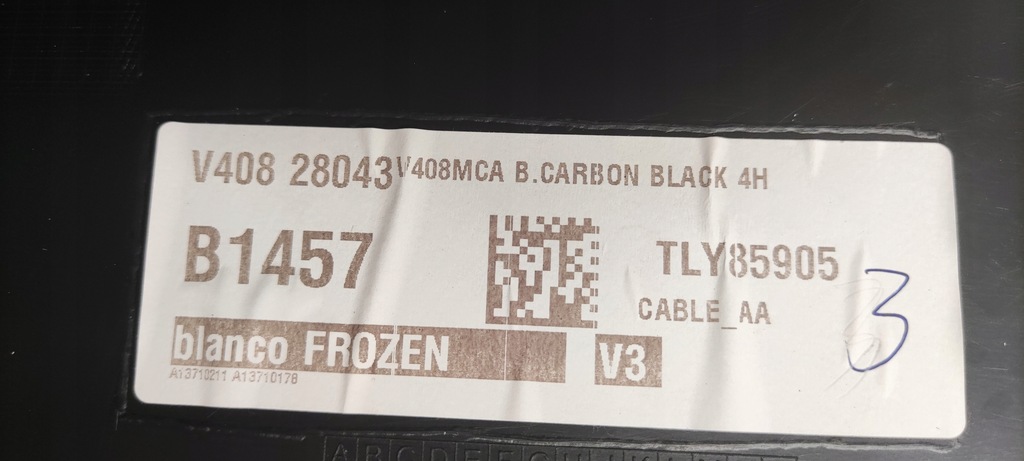 V408 28043 V408MCA B.CARBON BLACK 4H
B1457
TLY85905
CABLE_AA
3
blanco FROZEN V3
A13710211 A13710178
A B C D E F G H